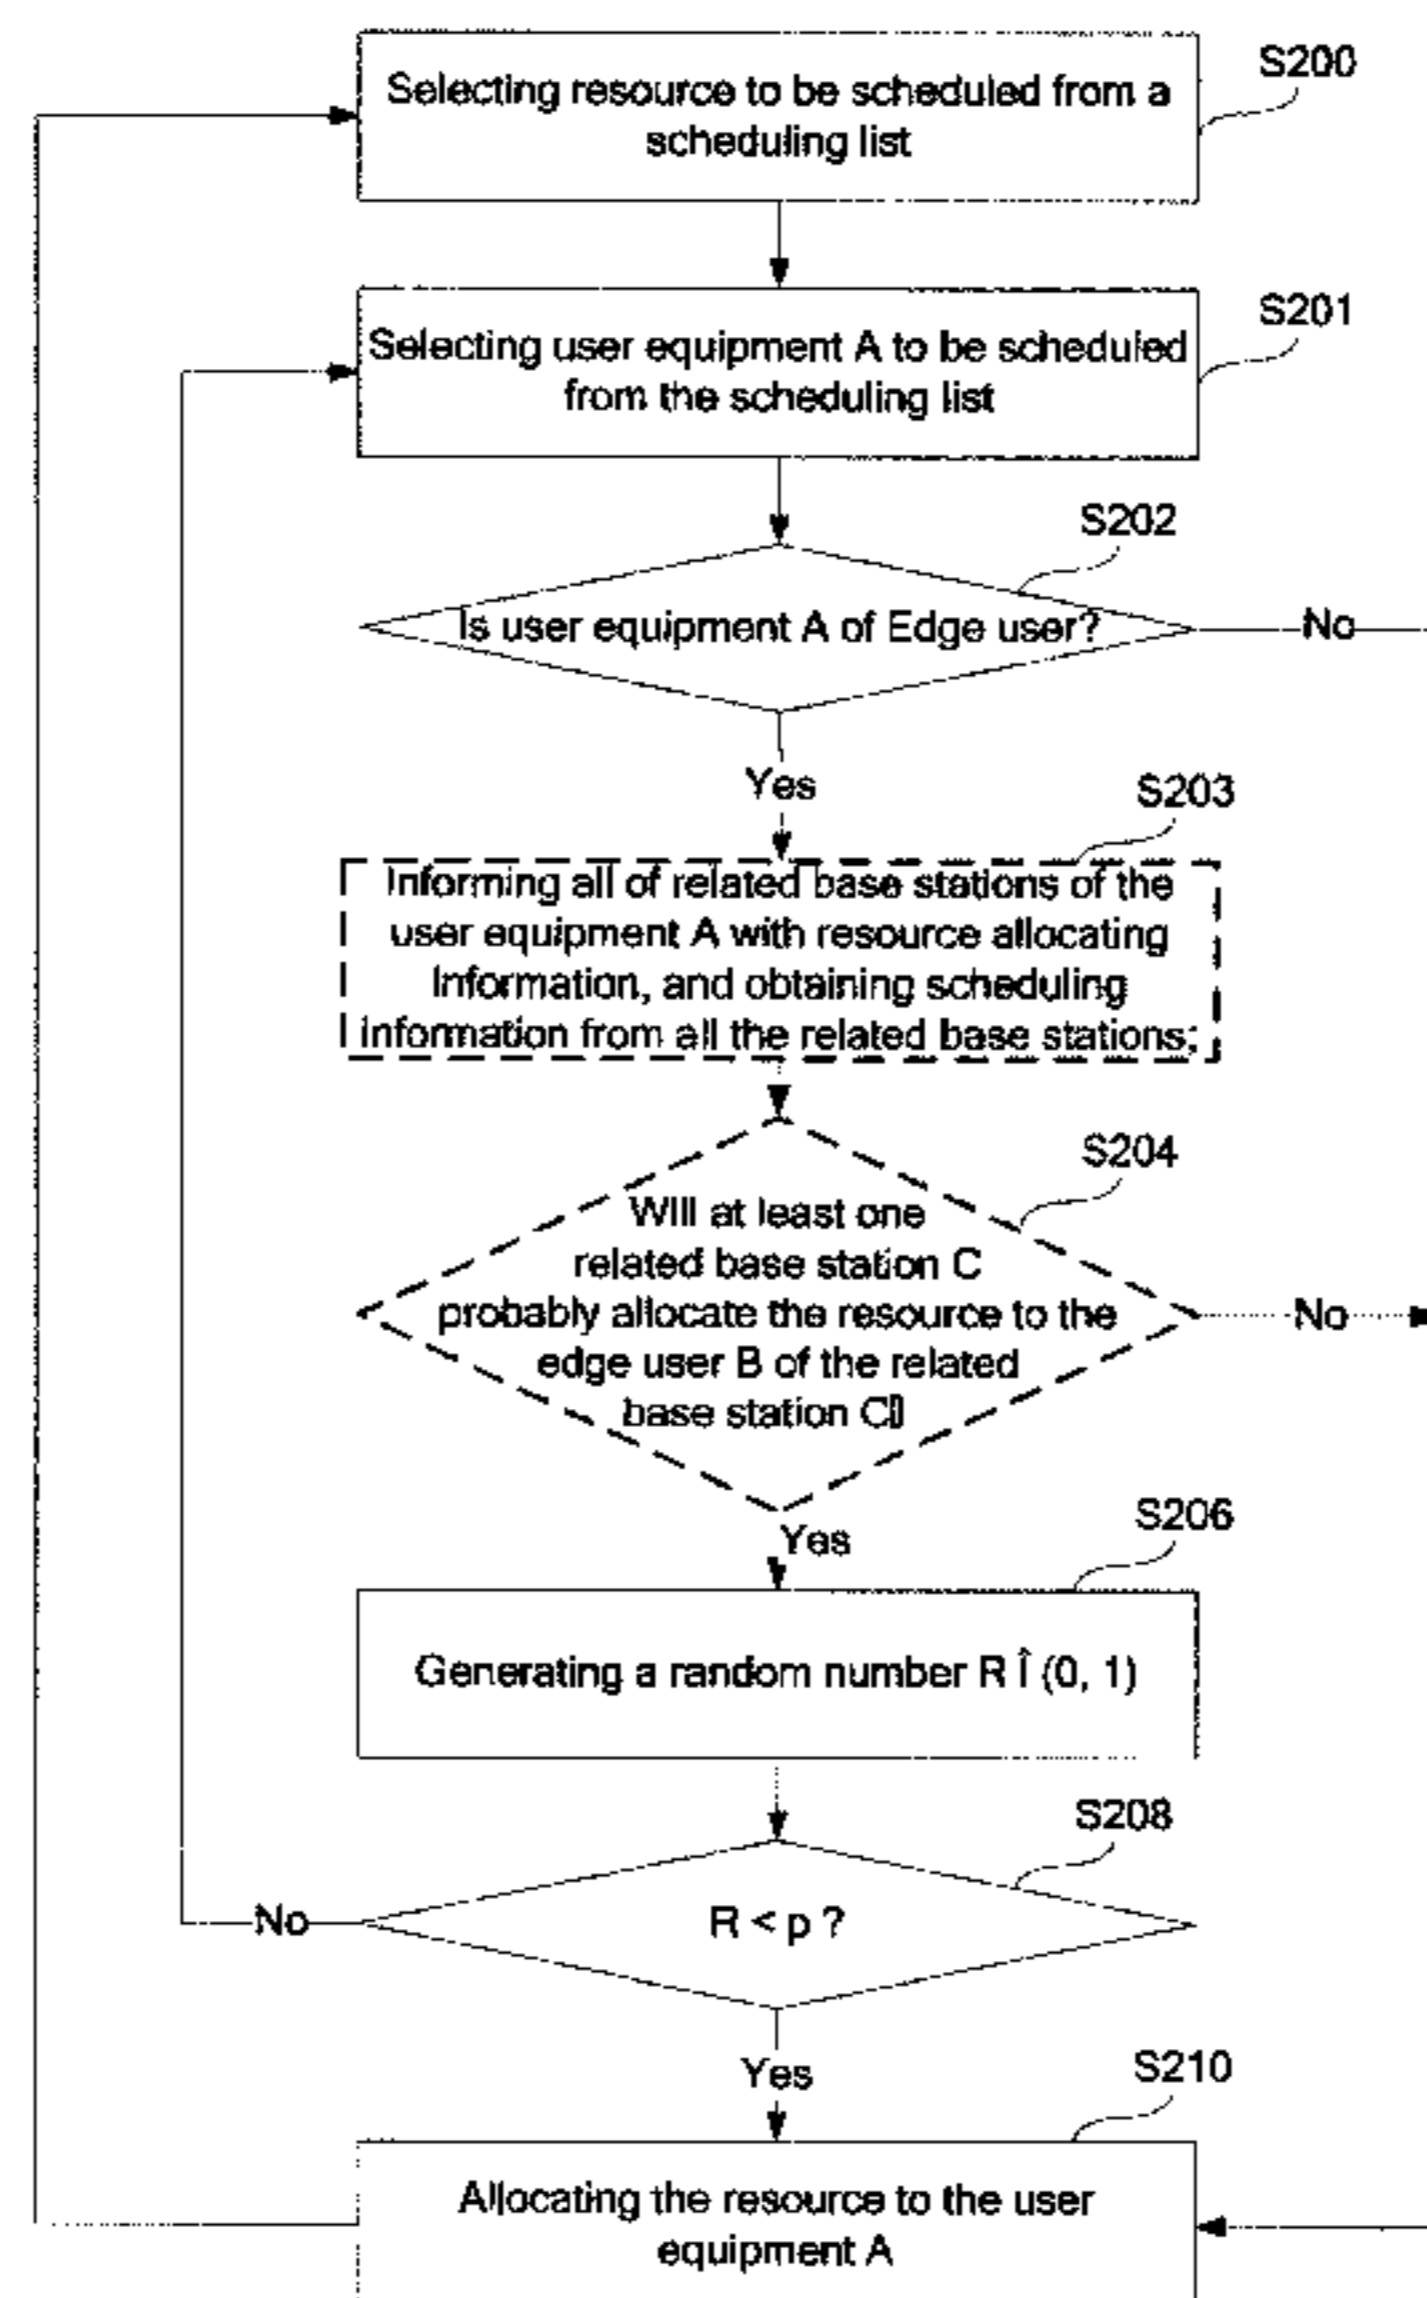 S200
Selecting resource to be scheduled from a
scheduling list
S201
Selecting user equipment A to be scheduled
from the scheduling list
S202
Is user equipment A of Edge user?
No
Yes
S203
Informing all of related base stations of the
user equipment A with resource allocating
Information, and obtaining scheduling
Information from all the related base stations;
S204
Will at least one
related base station C
probably allocate the resource to the
edge user B of the related
base station C▯
No
Yes
S206
Generating a random number R Î (0, 1)
S208
R < p ?
No
Yes
S210
Allocating the resource to the user
equipment A